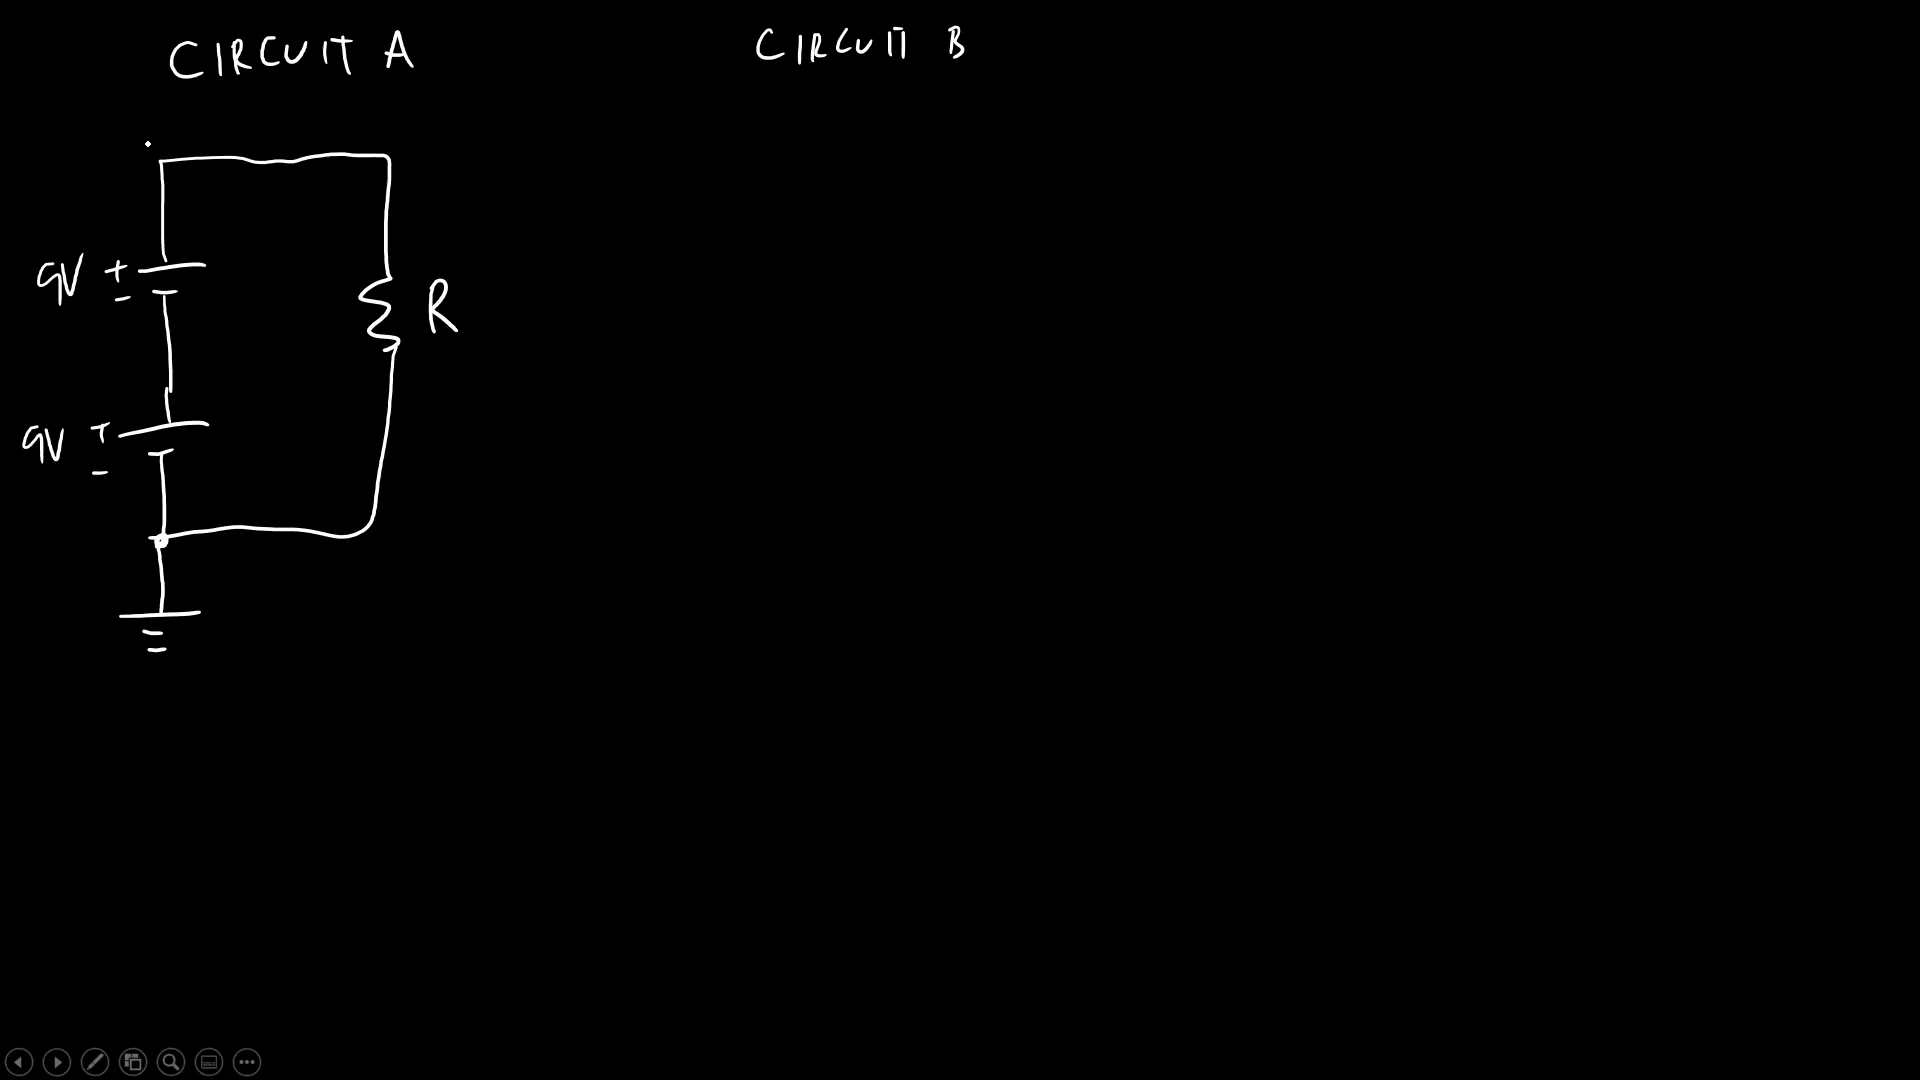 CIRCUIT A
CIRCUIT B
9V + -
R
9V + -